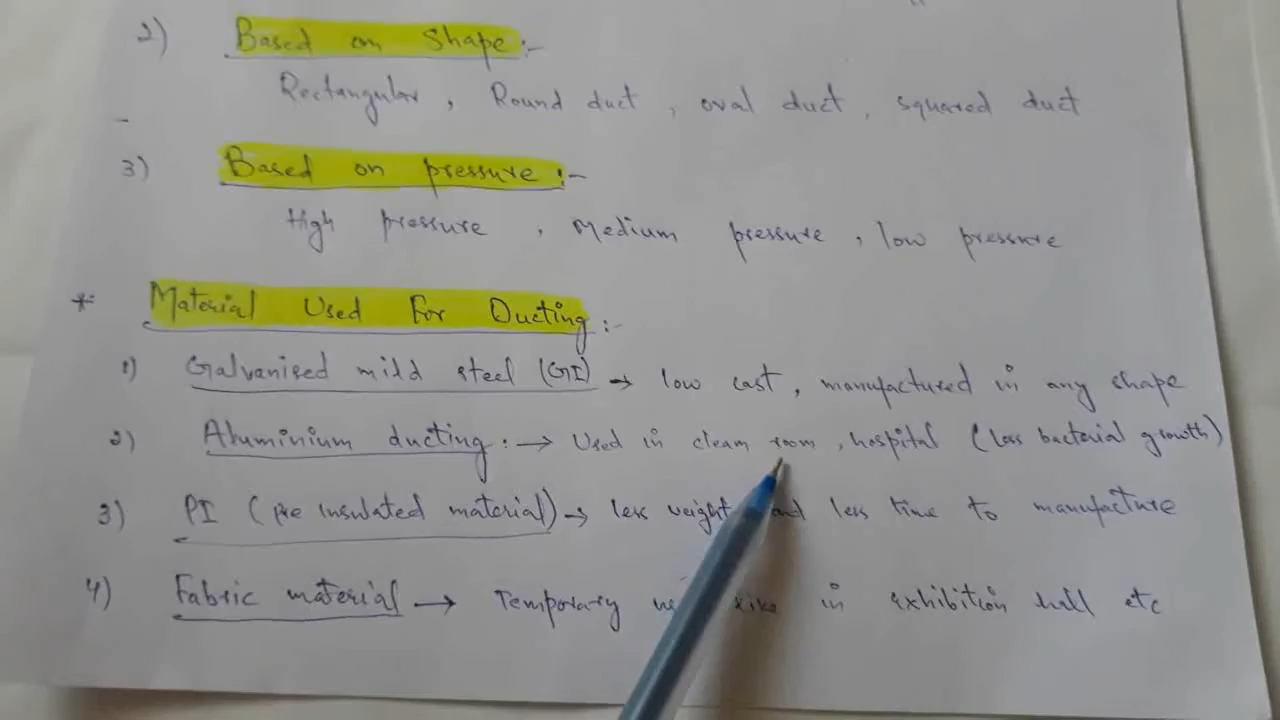 2) Based on Shape:-
Rectangular, Round duct, oval duct, squared duct
3) Based on pressure:-
High pressure, Medium pressure, low pressure
* Material Used For Ducting:-
1) Galvanised mild steel (GI) → low cast, manufactured in any shape
2) Aluminium ducting: → Used in clean room, hospital (less bacterial growth)
3) PI (pre insulated material) → less weight and less time to manufacture
4) Fabric material → Temporary in exhibition hall etc